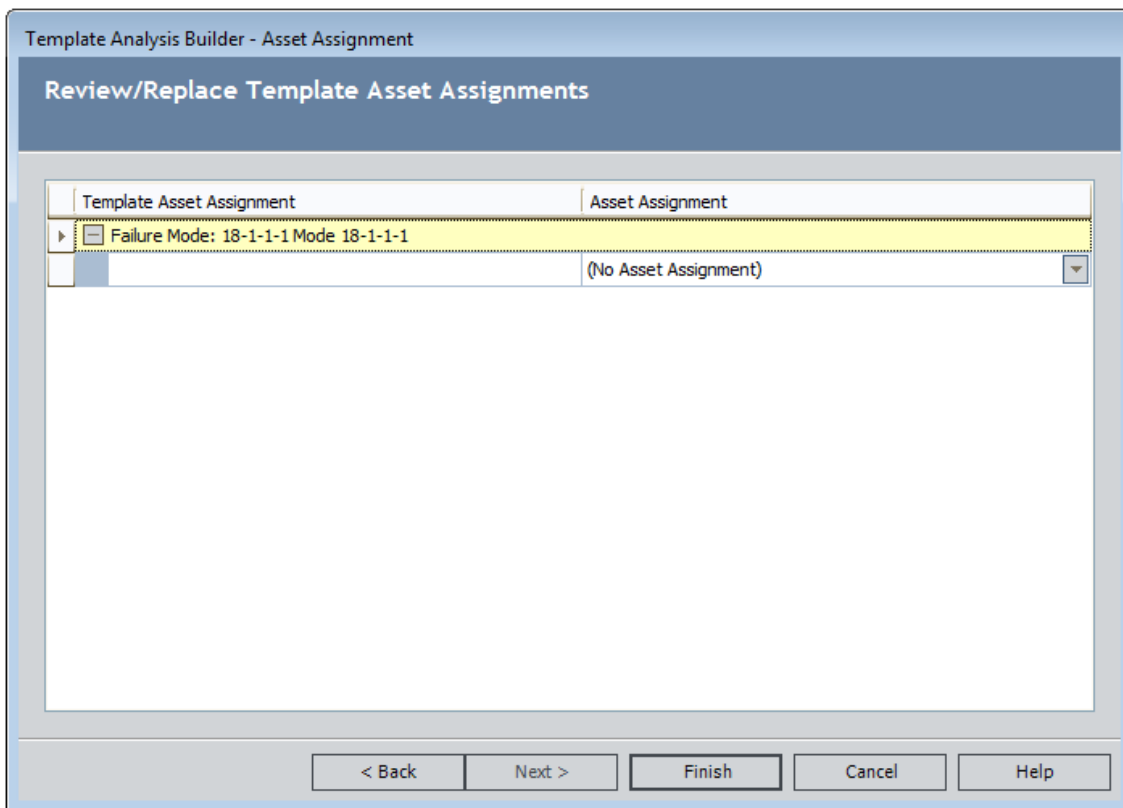 Template Analysis Builder - Asset Assignment
Review/Replace Template Asset Assignments
Template Asset Assignment Asset Assignment
Failure Mode: 18-1-1-1 Mode 18-1-1-1
(No Asset Assignment)
< Back Next > Finish Cancel Help